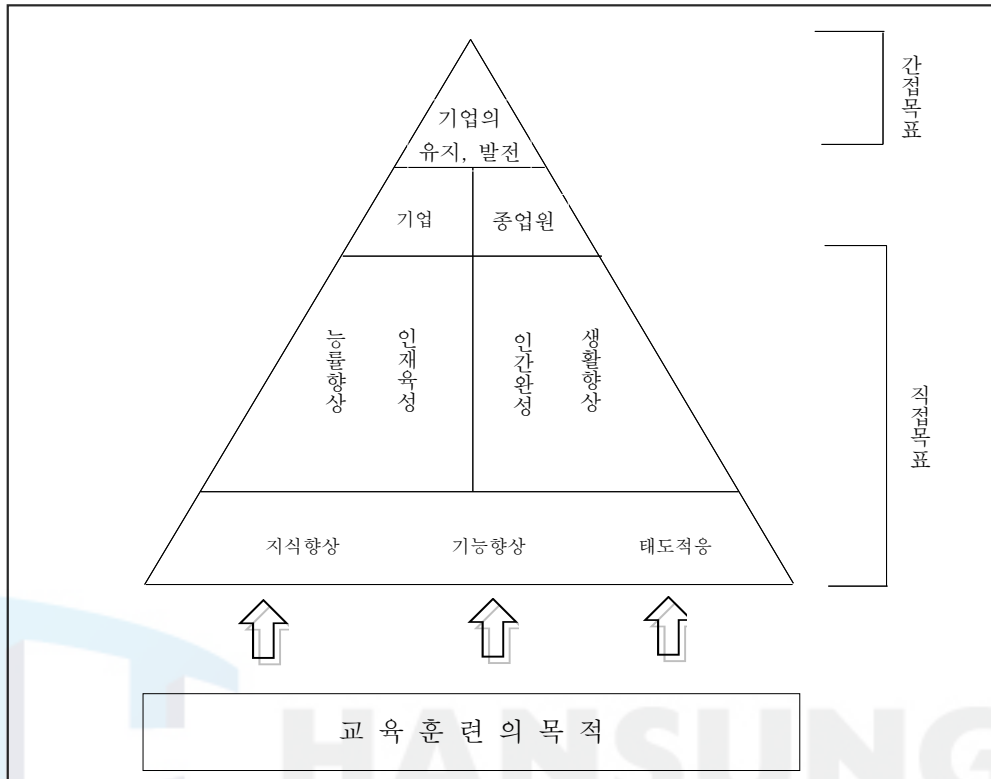 기업의
유지, 발전
간접목표
기업
종업원
능률향상
인재육성
인간완성
생활향상
직접목표
지식향상
기능향상
태도적응
교육훈련의목적
HANSUNG